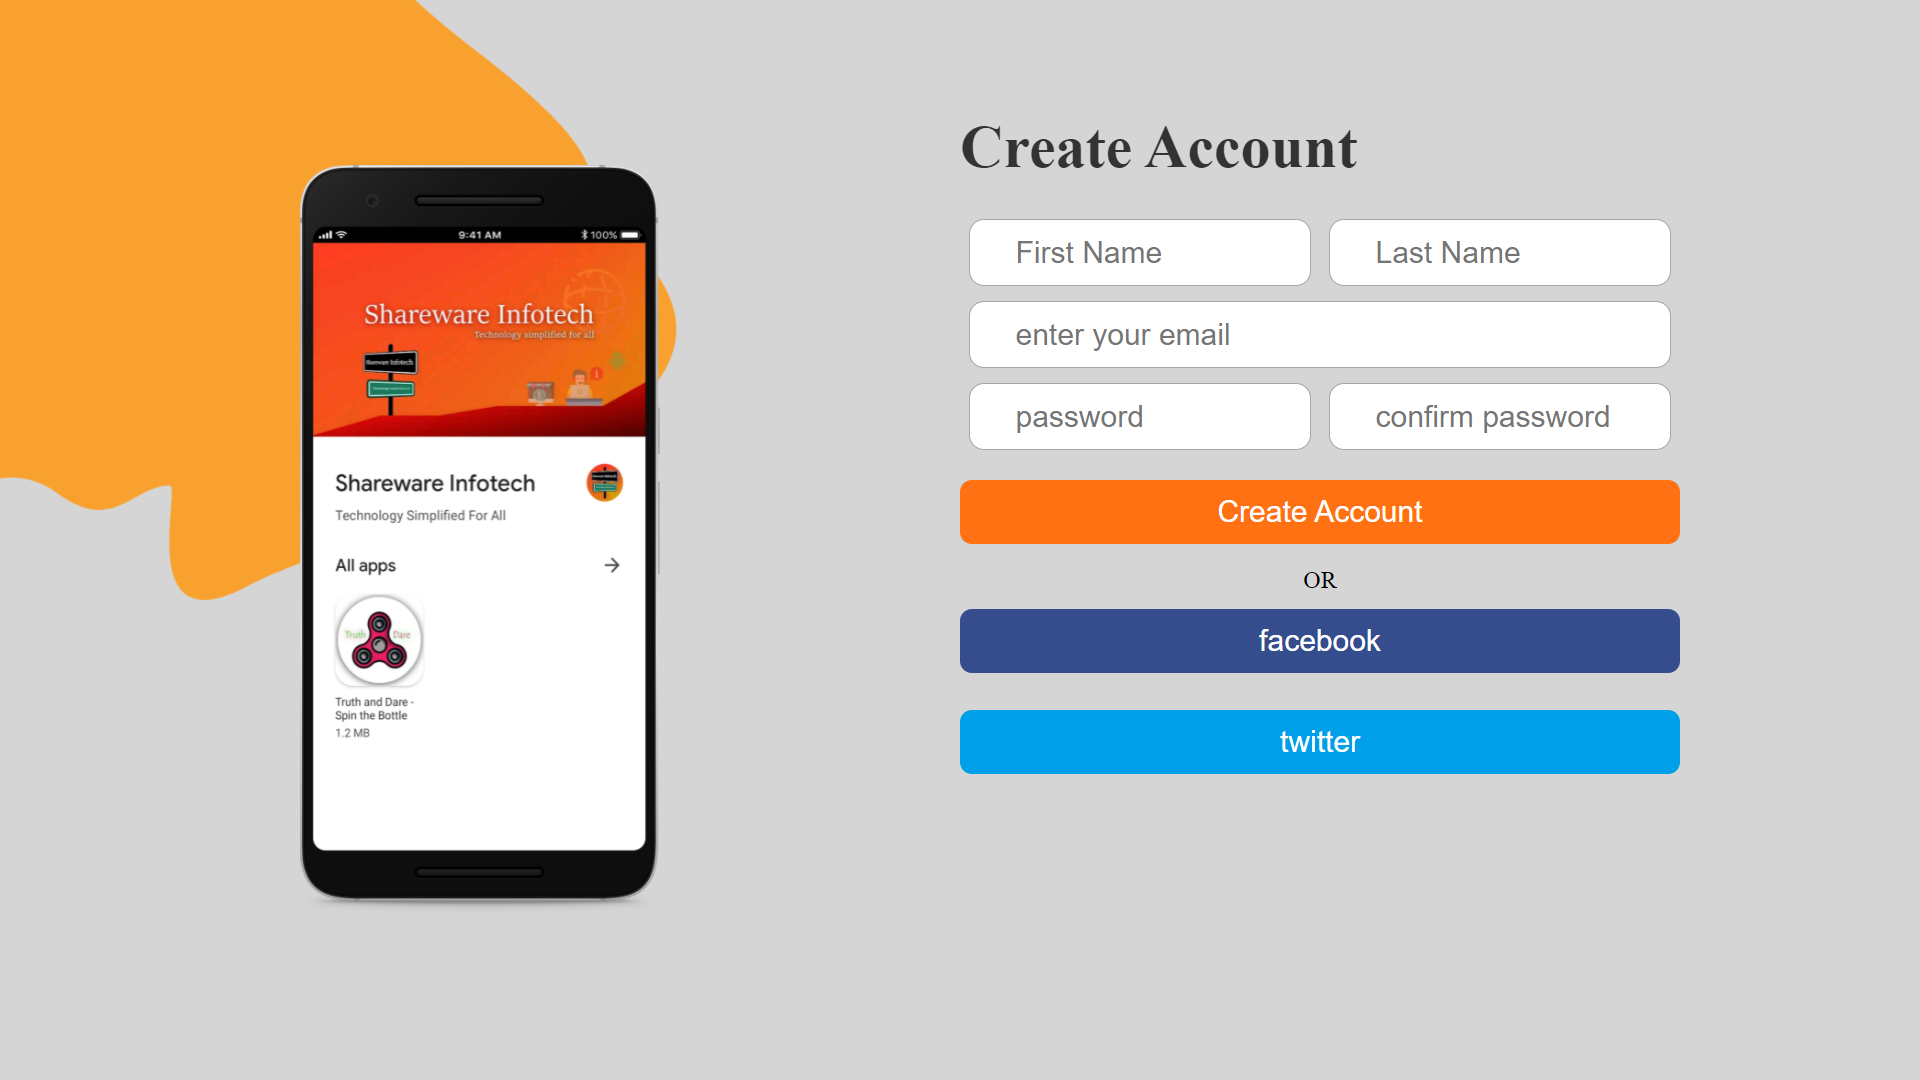 Create Account
First Name
Last Name
enter your email
password
confirm password
Create Account
OR
facebook
twitter
9:41 AM
100%
Shareware Infotech
Technology simplified for all
Shareware Infotech
Shareware Infotech
Technology Simplified For All
All apps
Truth Dare
Truth and Dare -
Spin the Bottle
1.2 MB